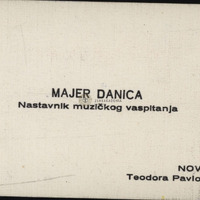 MAJER DANICA
Nastavnik muzičkog vaspitanja
NOV
Teodora Pavlo